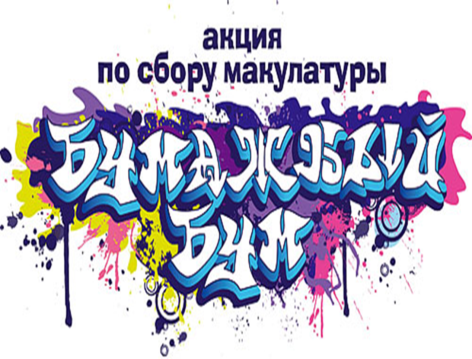 акция
по сбору макулатуры
БУМАЖНЫЙ
БУМ